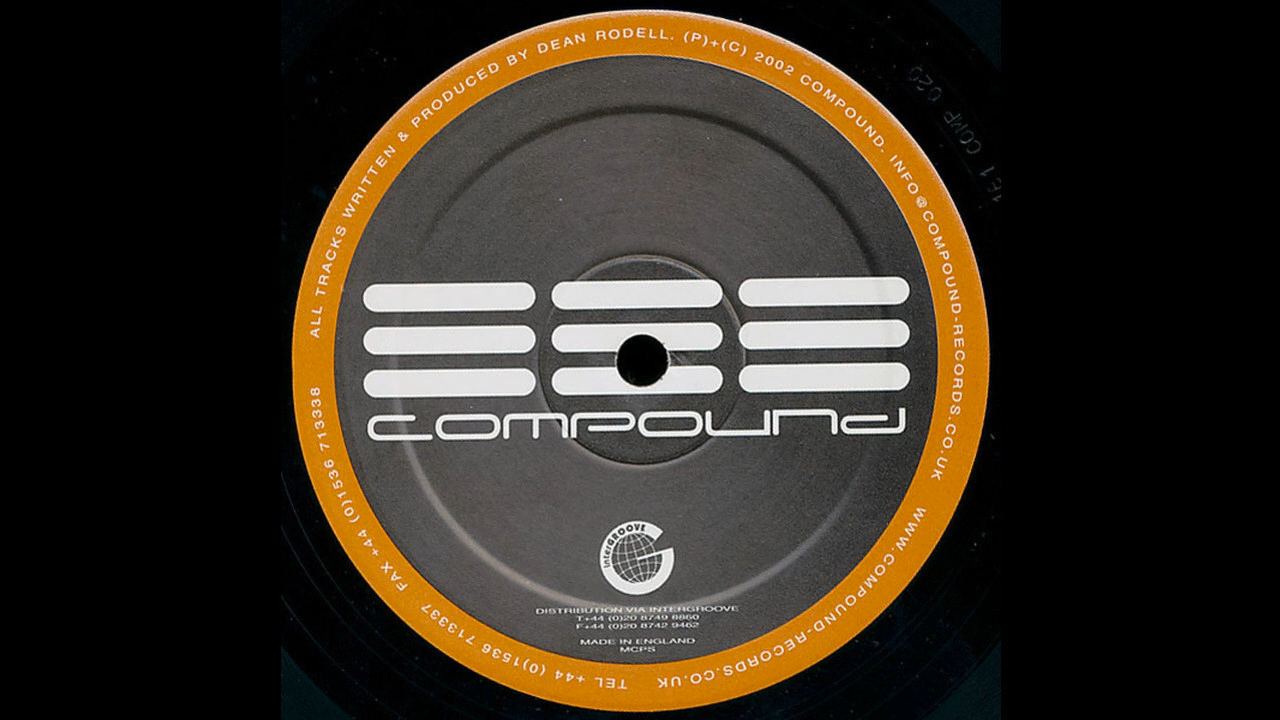 ALL TRACKS WRITTEN & PRODUCED BY DEAN RODELL. (P)+(C) 2002 COMPOUND. INFO@COMPOUND-RECORDS.CO.UK
WWW.COMPOUND-RECORDS.CO.UK
TEL +44 (0)1536 713337
FAX +44 (0)1536 713338
COMP 020
compound
interGROOVE
DISTRIBUTION VIA INTERGROOVE
T+44 (0)20 8749 8860
F+44 (0)20 8742 9462
MADE IN ENGLAND
MCPS